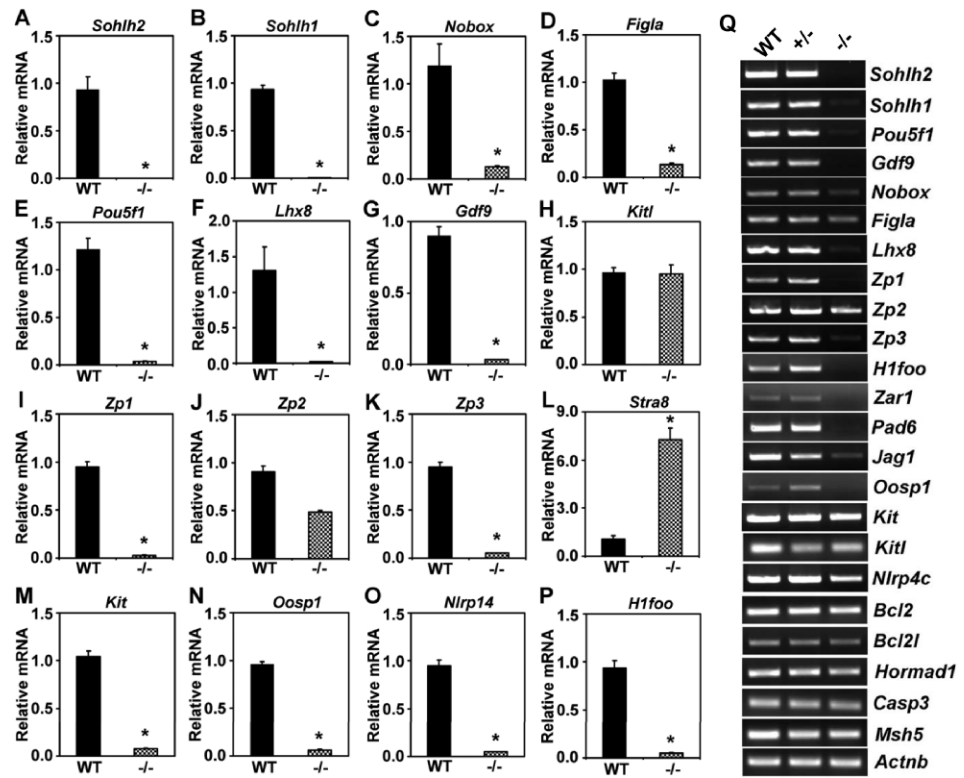 A Sohlh2
Relative mRNA
1.5
1.0
0.5
0.0
WT -/-
*
B Sohlh1
Relative mRNA
1.5
1.0
0.5
0.0
WT -/-
*
C Nobox
Relative mRNA
1.5
1.0
0.5
0.0
WT -/-
*
D Figla
Relative mRNA
1.5
1.0
0.5
0.0
WT -/-
*
E Pou5f1
Relative mRNA
1.5
1.0
0.5
0.0
WT -/-
*
F Lhx8
Relative mRNA
2.0
1.5
1.0
0.5
0.0
WT -/-
*
G Gdf9
Relative mRNA
1.0
0.5
0.0
WT -/-
*
H Kitl
Relative mRNA
1.5
1.0
0.5
0.0
WT -/-
I Zp1
Relative mRNA
1.5
1.0
0.5
0.0
WT -/-
*
J Zp2
Relative mRNA
1.5
1.0
0.5
0.0
WT -/-
K Zp3
Relative mRNA
1.5
1.0
0.5
0.0
WT -/-
*
L Stra8
Relative mRNA
9.0
6.0
3.0
0.0
WT -/-
*
M Kit
Relative mRNA
1.5
1.0
0.5
0.0
WT -/-
*
N Oosp1
Relative mRNA
1.5
1.0
0.5
0.0
WT -/-
*
O Nlrp14
Relative mRNA
1.5
1.0
0.5
0.0
WT -/-
*
P H1foo
Relative mRNA
1.5
1.0
0.5
0.0
WT -/-
*
Q WT +/- -/-
Sohlh2
Sohlh1
Pou5f1
Gdf9
Nobox
Figla
Lhx8
Zp1
Zp2
Zp3
H1foo
Zar1
Pad6
Jag1
Oosp1
Kit
Kitl
Nlrp4c
Bcl2
Bcl2l
Hormad1
Casp3
Msh5
Actnb